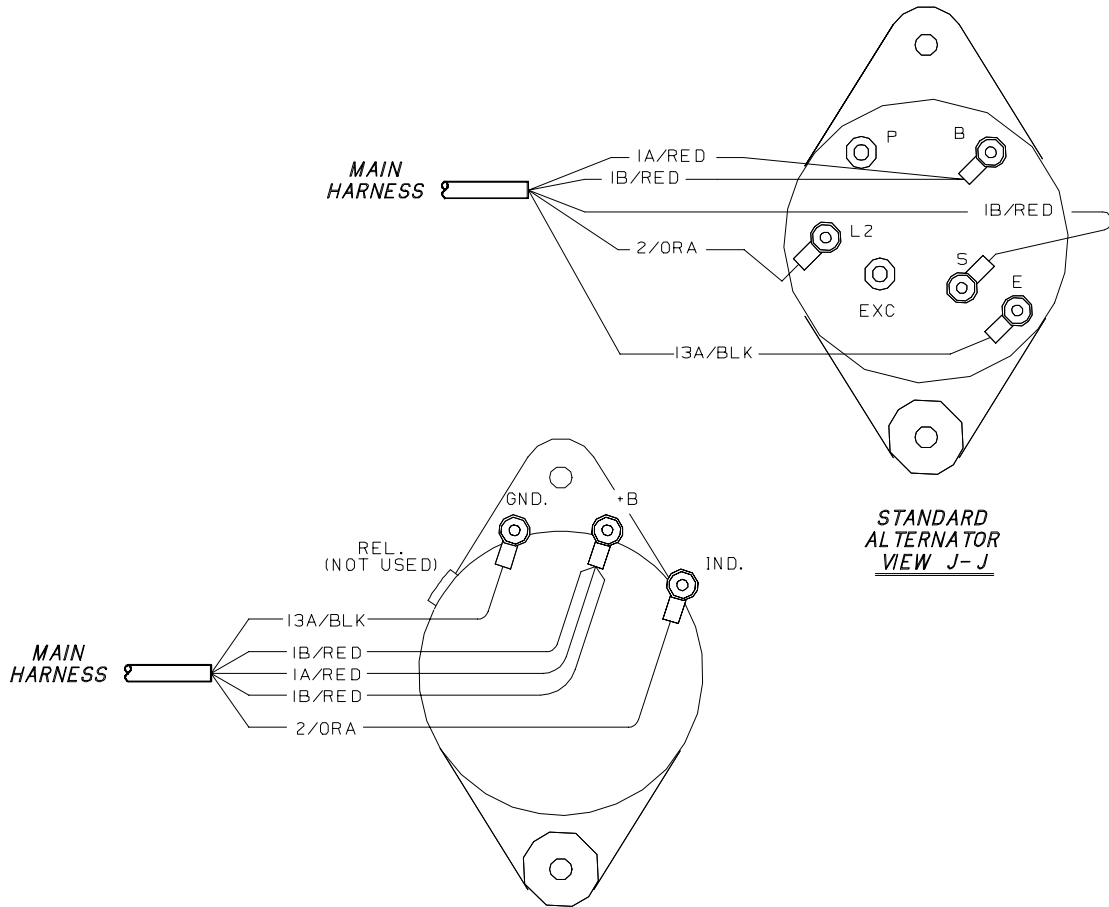 P
B
1A/RED
MAIN
HARNESS
1B/RED
1B/RED
L2
2/ORA
S
E
EXC
13A/BLK
STANDARD
ALTERNATOR
VIEW J-J
GND.
+B
REL.
(NOT USED)
IND.
13A/BLK
MAIN
HARNESS
1B/RED
1A/RED
1B/RED
2/ORA